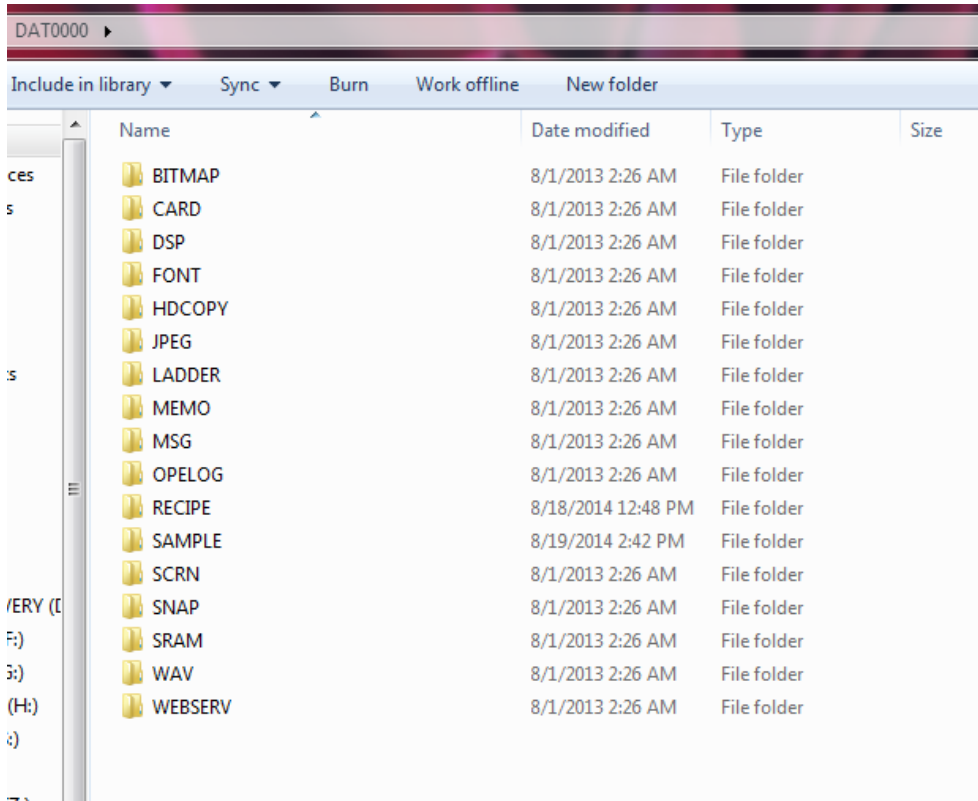 DAT0000
Include in library Sync Burn Work offline New folder
Name Date modified Type Size
ces BITMAP 8/1/2013 2:26 AM File folder
s CARD 8/1/2013 2:26 AM File folder
DSP 8/1/2013 2:26 AM File folder
FONT 8/1/2013 2:26 AM File folder
HDCOPY 8/1/2013 2:26 AM File folder
JPEG 8/1/2013 2:26 AM File folder
:s LADDER 8/1/2013 2:26 AM File folder
MEMO 8/1/2013 2:26 AM File folder
MSG 8/1/2013 2:26 AM File folder
OPELOG 8/1/2013 2:26 AM File folder
RECIPE 8/18/2014 12:48 PM File folder
SAMPLE 8/19/2014 2:42 PM File folder
SCRN 8/1/2013 2:26 AM File folder
VERY (D SNAP 8/1/2013 2:26 AM File folder
F:) SRAM 8/1/2013 2:26 AM File folder
G:) WAV 8/1/2013 2:26 AM File folder
(H:) WEBSERV 8/1/2013 2:26 AM File folder
:)